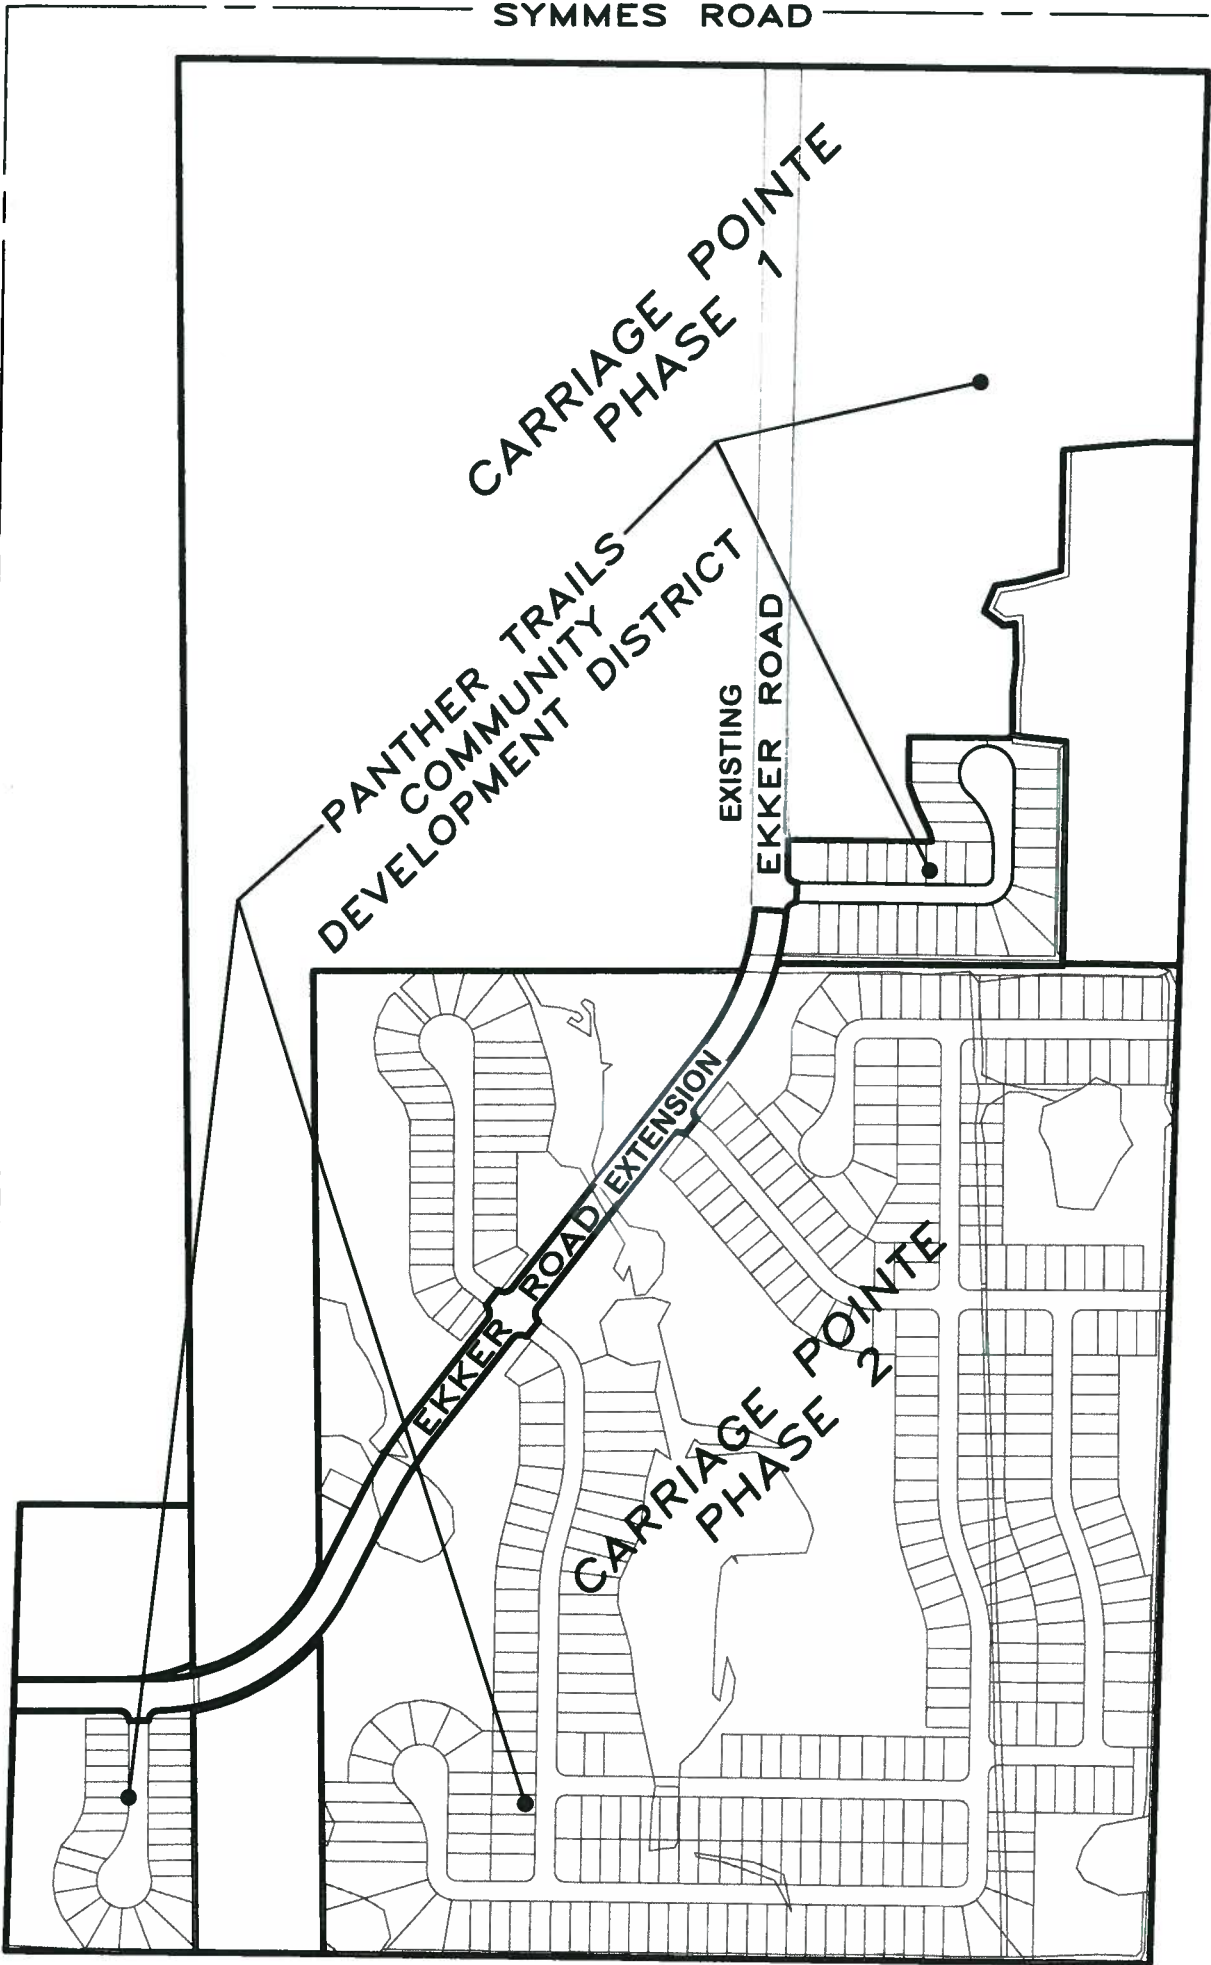 SYMMES ROAD
CARRIAGE POINTE
PHASE 1
PANTHER TRAILS
COMMUNITY
DEVELOPMENT DISTRICT
EXISTING
EKKER ROAD
EKKER ROAD EXTENSION
CARRIAGE POINTE
PHASE 2